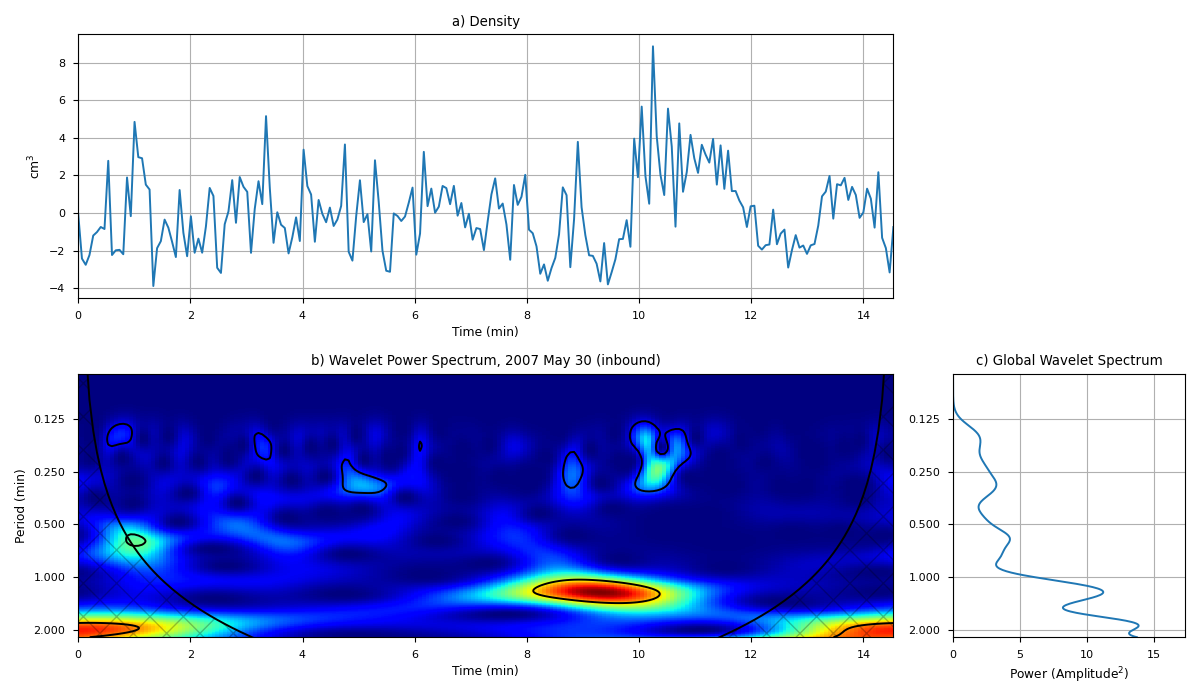 a) Density
cm³
8
6
4
2
0
−2
−4
0 2 4 6 8 10 12 14
Time (min)
b) Wavelet Power Spectrum, 2007 May 30 (inbound)
Period (min)
0.125
0.250
0.500
1.000
2.000
0 2 4 6 8 10 12 14
Time (min)
c) Global Wavelet Spectrum
0.125
0.250
0.500
1.000
2.000
0 5 10 15
Power (Amplitude²)